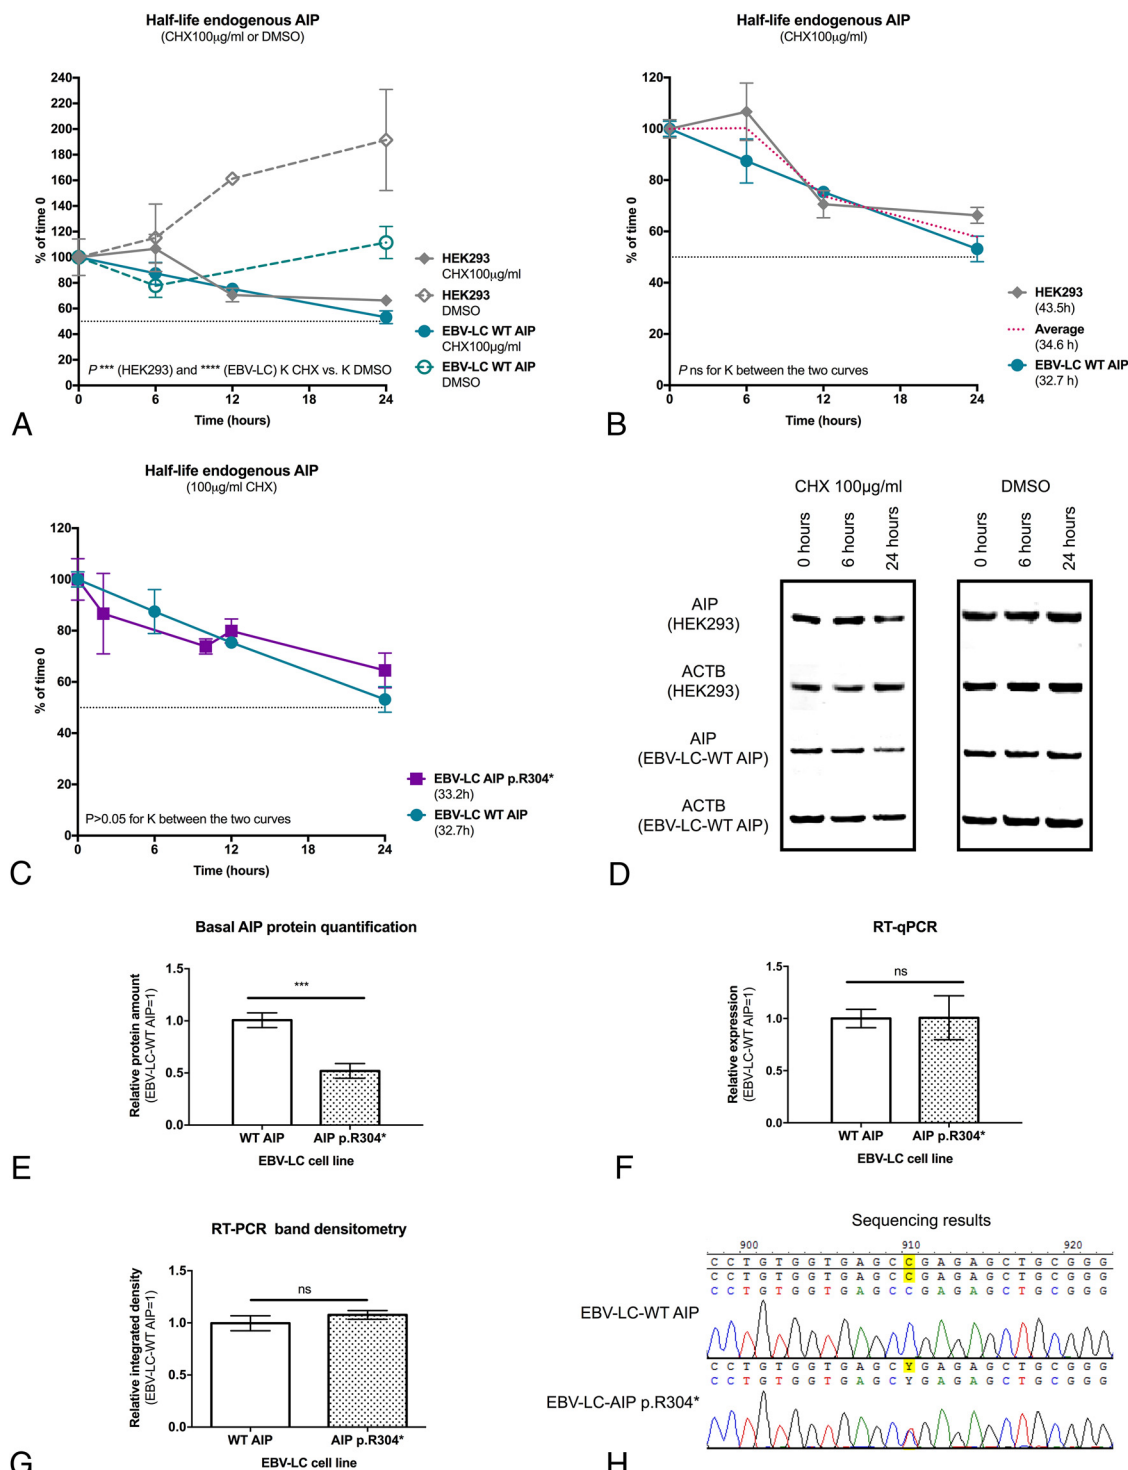 Half-life endogenous AIP
(CHX100µg/ml or DMSO)
% of time 0
240
220
200
180
160
140
120
100
80
60
40
20
0
0
6
12
18
24
Time (hours)
P *** (HEK293) and **** (EBV-LC) K CHX vs. K DMSO
HEK293
CHX100µg/ml
HEK293
DMSO
EBV-LC WT AIP
CHX100µg/ml
EBV-LC WT AIP
DMSO
A
Half-life endogenous AIP
(CHX100µg/ml)
% of time 0
120
100
80
60
40
20
0
0
6
12
18
24
Time (hours)
P ns for K between the two curves
HEK293
(43.5h)
Average
(34.6 h)
EBV-LC WT AIP
(32.7 h)
B
Half-life endogenous AIP
(100µg/ml CHX)
% of time 0
120
100
80
60
40
20
0
0
6
12
18
24
Time (hours)
P>0.05 for K between the two curves
EBV-LC AIP p.R304*
(33.2h)
EBV-LC WT AIP
(32.7h)
C
CHX 100µg/ml
DMSO
0 hours
6 hours
24 hours
0 hours
6 hours
24 hours
AIP
(HEK293)
ACTB
(HEK293)
AIP
(EBV-LC-WT AIP)
ACTB
(EBV-LC-WT AIP)
D
Basal AIP protein quantification
Relative protein amount
(EBV-LC-WT AIP=1)
1.5
1.0
0.5
0.0
***
WT AIP
AIP p.R304*
EBV-LC cell line
E
RT-qPCR
Relative expression
(EBV-LC-WT AIP=1)
1.5
1.0
0.5
0.0
ns
WT AIP
AIP p.R304*
EBV-LC cell line
F
RT-PCR band densitometry
Relative integrated density
(EBV-LC-WT AIP=1)
1.5
1.0
0.5
0.0
ns
WT AIP
AIP p.R304*
EBV-LC cell line
G
Sequencing results
900 910 920
C C T G T G G T G A G C C G A G A G C T G C G G G
C C T G T G G T G A G C C G A G A G C T G C G G G
C C T G T G G T G A G C C G A G A G C T G C G G G
EBV-LC-WT AIP
C C T G T G G T G A G C Y G A G A G C T G C G G G
C C T G T G G T G A G C Y G A G A G C T G C G G G
EBV-LC-AIP p.R304*
H